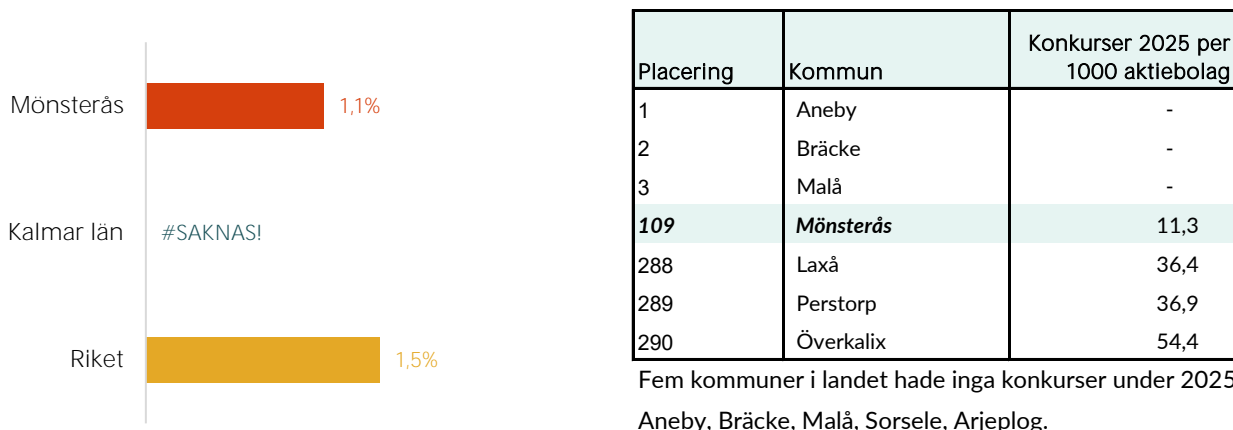 Mönsterås 1,1%
Kalmar län #SAKNAS!
Riket 1,5%
Placering Kommun Konkurser 2025 per 1000 aktiebolag
1 Aneby -
2 Bräcke -
3 Malå -
109 Mönsterås 11,3
288 Laxå 36,4
289 Perstorp 36,9
290 Överkalix 54,4
Fem kommuner i landet hade inga konkurser under 2025
Aneby, Bräcke, Malå, Sorsele, Arjeplog.